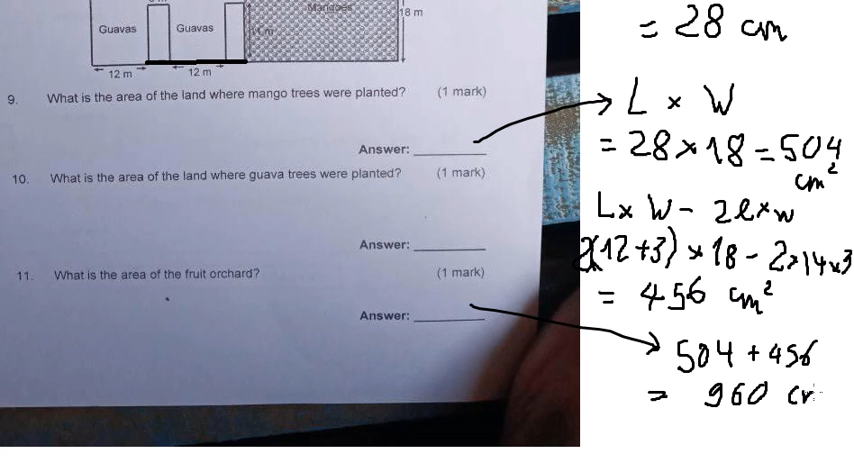 Mangoes
18 m
= 28 cm
Guavas
Guavas
12 m
12 m
9. What is the area of the land where mango trees were planted? (1 mark)
Answer: ________
L × W
= 28 × 18 = 504 cm²
10. What is the area of the land where guava trees were planted? (1 mark)
Answer: ________
L × W - 2l × w
2(12 + 3) × 18 - 2 × 14 × 3
= 456 cm²
11. What is the area of the fruit orchard? (1 mark)
Answer: ________
504 + 456
= 960